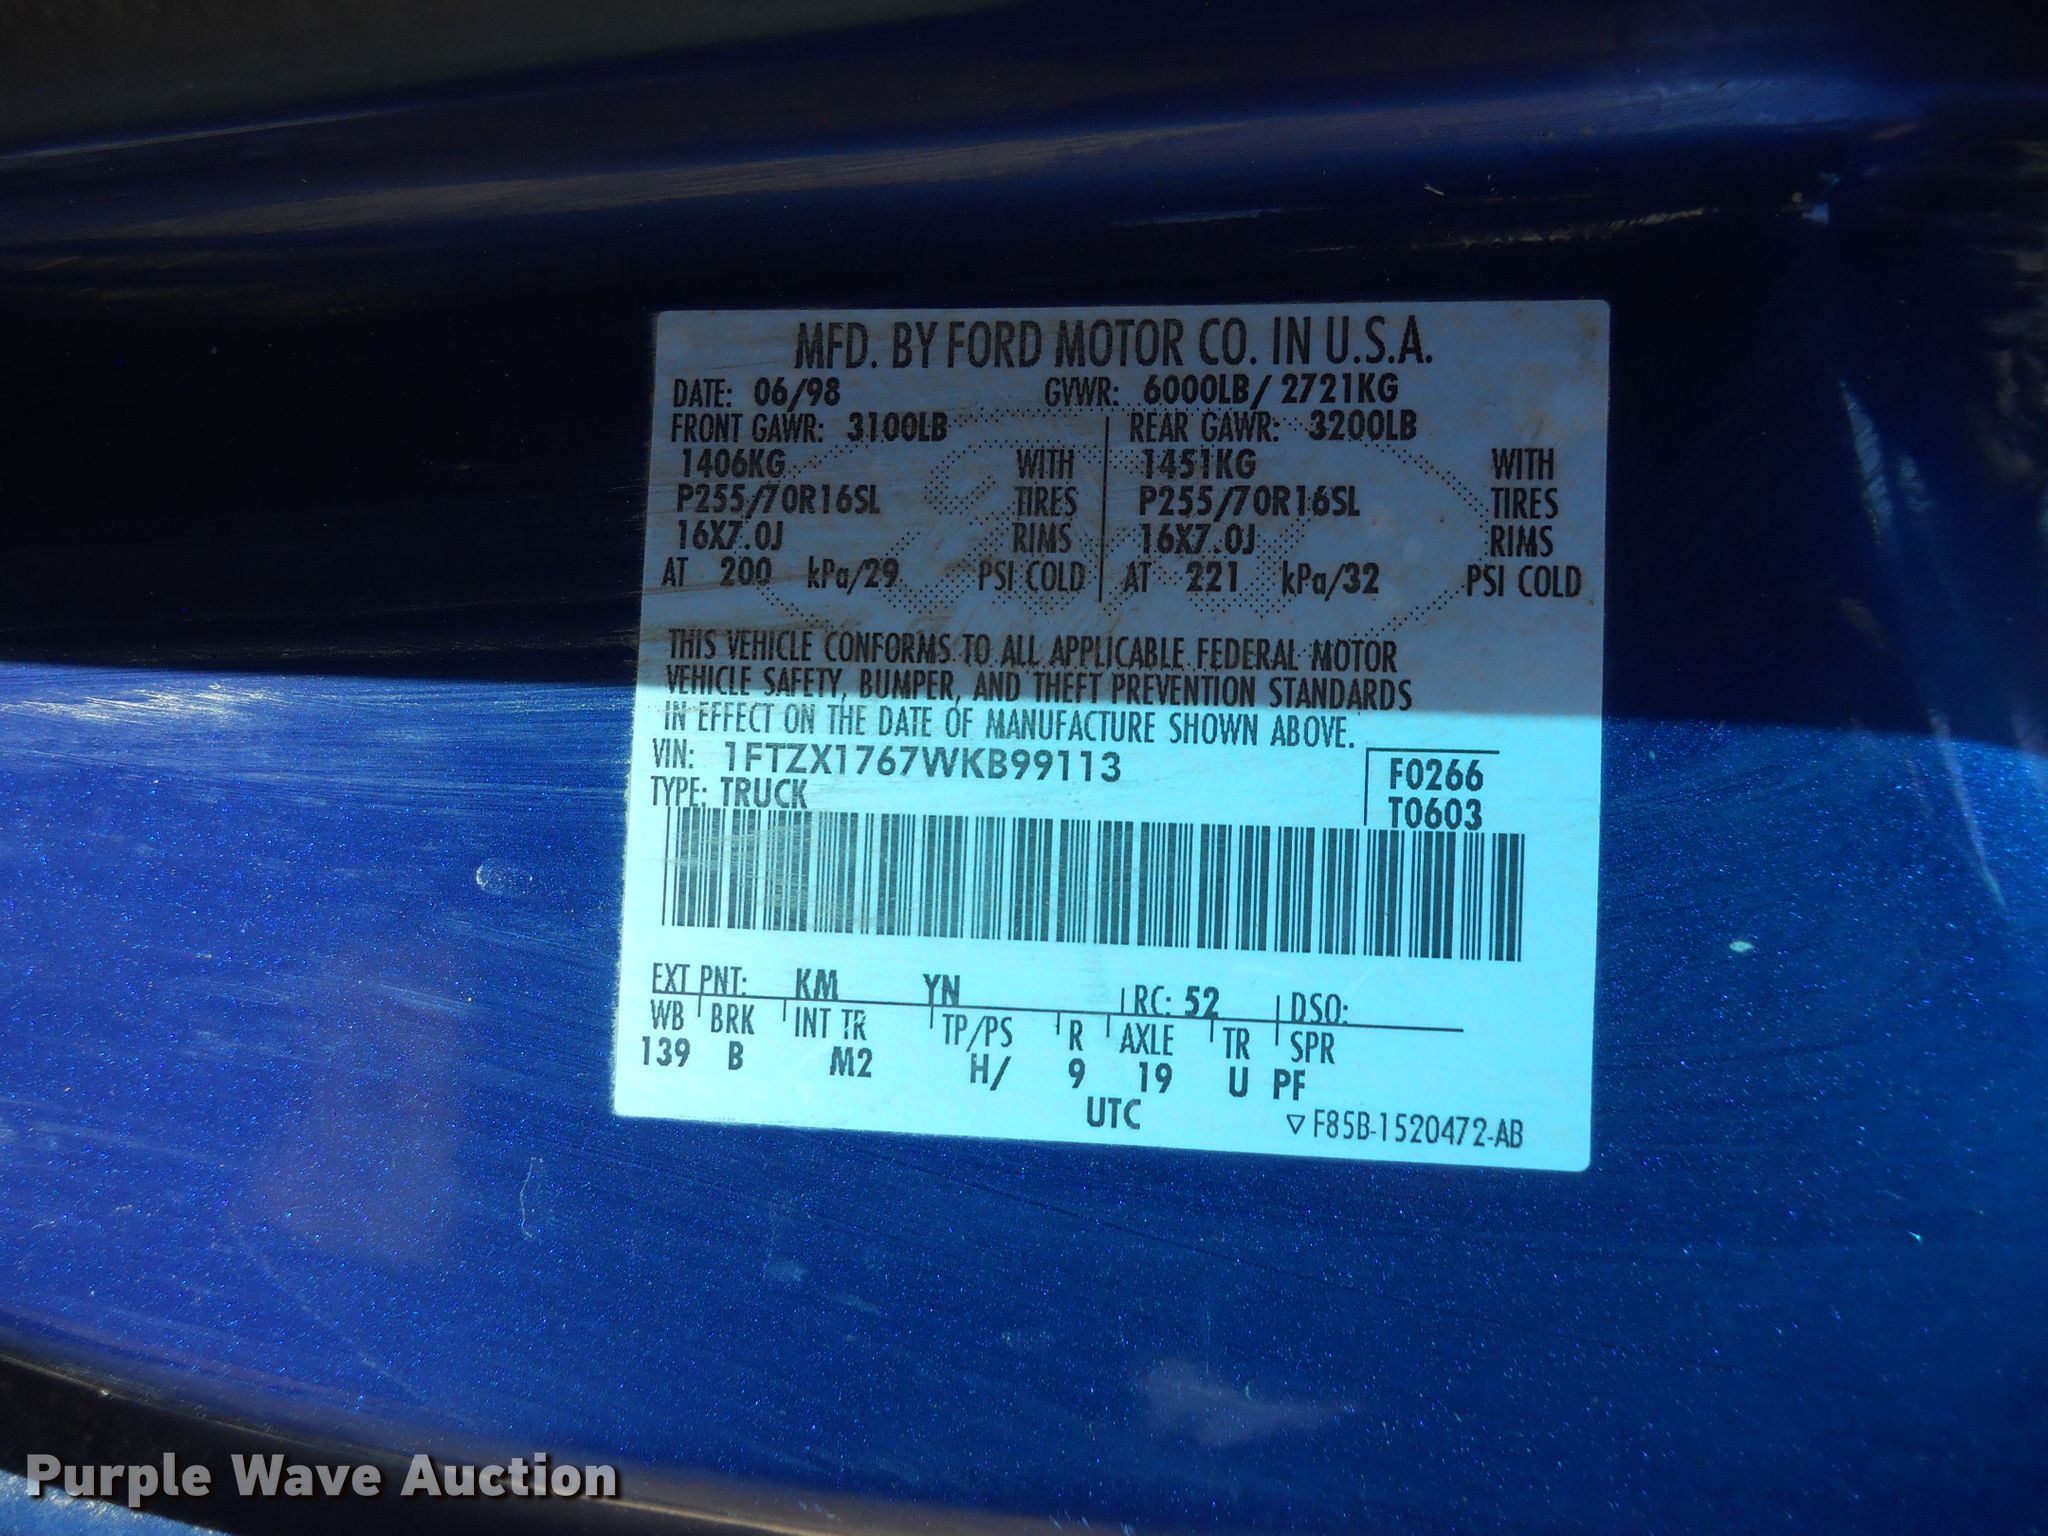 MFD. BY FORD MOTOR CO. IN U.S.A.
DATE: 06/98 GVWR: 6000LB/ 2721KG
FRONT GAWR: 3100LB REAR GAWR: 3200LB
1406KG WITH 1451KG WITH
P255/70R16SL TIRES P255/70R16SL TIRES
16X7.0J RIMS 16X7.0J RIMS
AT 200 kPa/29 PSI COLD AT 221 kPa/32 PSI COLD
THIS VEHICLE CONFORMS TO ALL APPLICABLE FEDERAL MOTOR
VEHICLE SAFETY, BUMPER, AND THEFT PREVENTION STANDARDS
IN EFFECT ON THE DATE OF MANUFACTURE SHOWN ABOVE.
VIN: 1FTZX1767WKB99113 F0266
TYPE: TRUCK T0603
EXT PNT: KM YN RC: 52 DSO:
WB BRK INT TR TP/PS R AXLE TR SPR
139 B M2 H/ 9 19 U PF
UTC ▽ F85B-1520472-AB
Purple Wave Auction